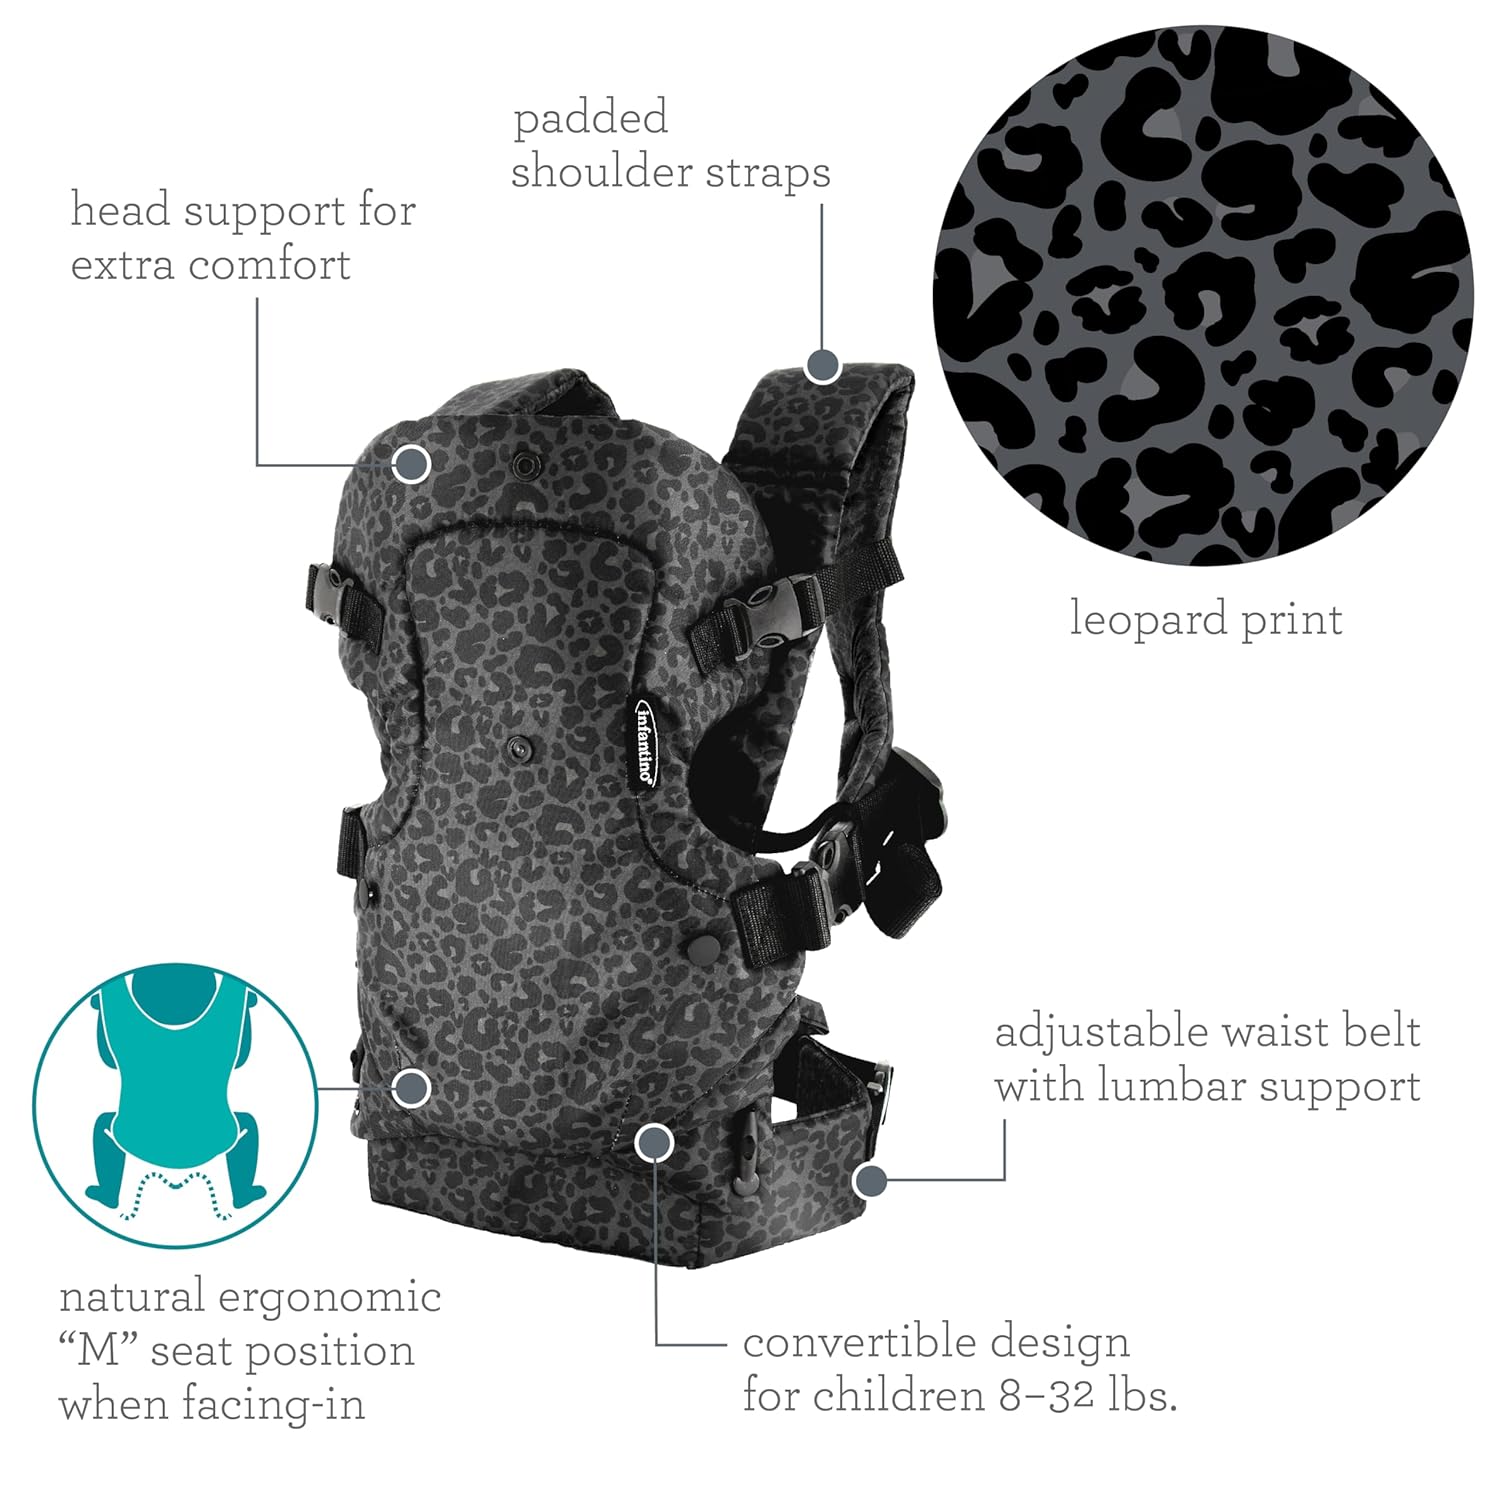 padded
shoulder straps
head support for
extra comfort
leopard print
infantino®
adjustable waist belt
with lumbar support
natural ergonomic
“M” seat position
when facing-in
convertible design
for children 8–32 lbs.